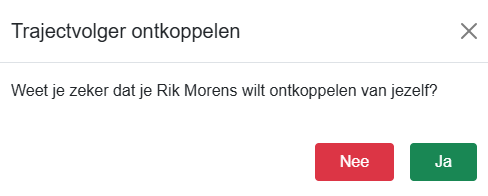 Trajectvolger ontkoppelen
Weet je zeker dat je Rik Morens wilt ontkoppelen van jezelf?
Nee Ja